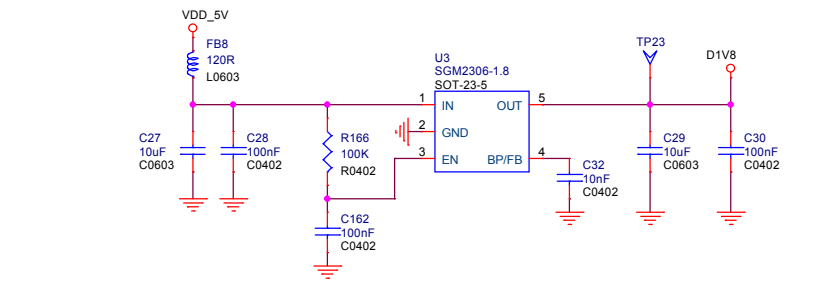 VDD_5V
FB8
120R
L0603
C27
10uF
C0603
C28
100nF
C0402
R166
100K
R0402
C162
100nF
C0402
U3
SGM2306-1.8
SOT-23-5
1 IN OUT 5
2 GND
3 EN BP/FB 4
C32
10nF
C0402
TP23
D1V8
C29
10uF
C0603
C30
100nF
C0402